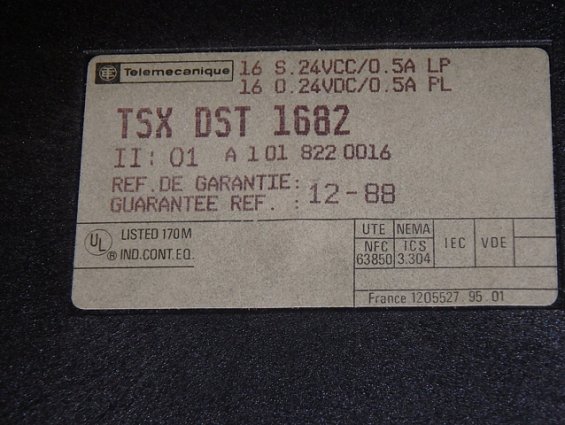 Telemecanique 16 S.24VCC/0.5A LP
16 O.24VDC/0.5A PL
TSX DST 1682
II: 01 A 101 822 0016
REF. DE GARANTIE:
GUARANTEE REF. : 12-88
UL LISTED 170M
® IND.CONT.EQ.
UTE NEMA IEC VDE
NFC ICS
63850 3.304
France 1205527. 95. 01